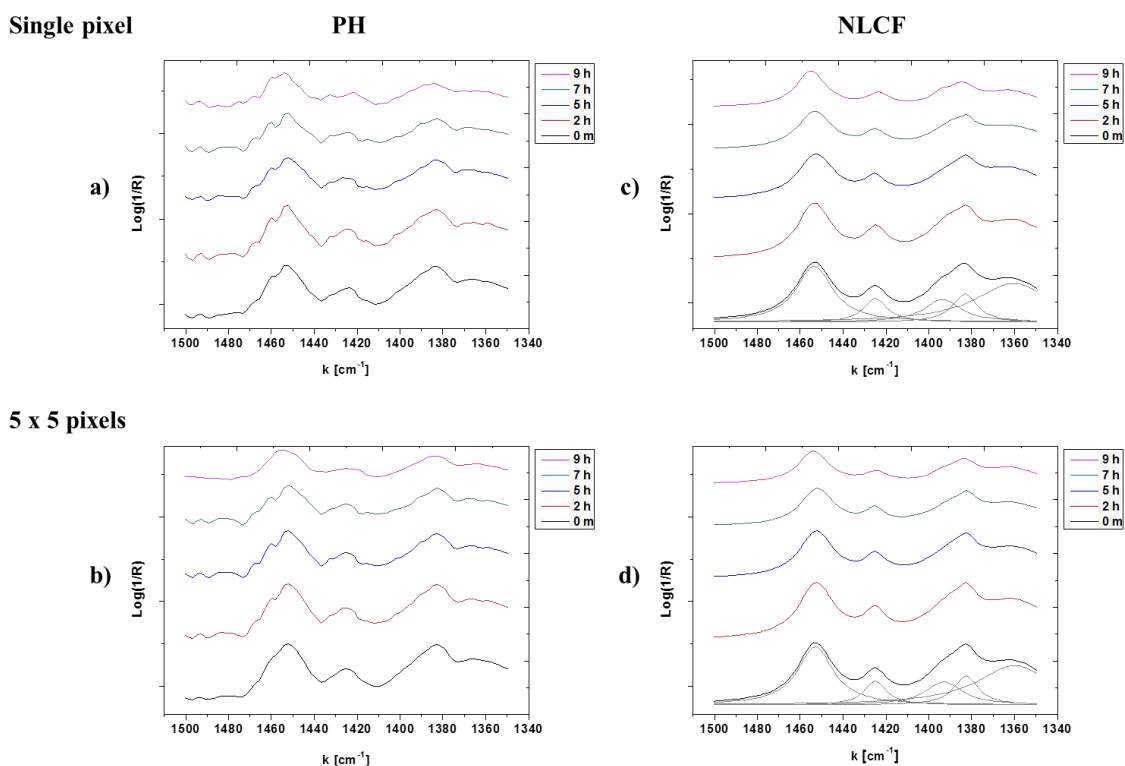 Single pixel PH NLCF
a)
Log(1/R)
9 h
7 h
5 h
2 h
0 m
1500 1480 1460 1440 1420 1400 1380 1360 1340
k [cm⁻¹]
c)
Log(1/R)
9 h
7 h
5 h
2 h
0 m
1500 1480 1460 1440 1420 1400 1380 1360 1340
k [cm⁻¹]
5 x 5 pixels
b)
Log(1/R)
9 h
7 h
5 h
2 h
0 m
1500 1480 1460 1440 1420 1400 1380 1360 1340
k [cm⁻¹]
d)
Log(1/R)
9 h
7 h
5 h
2 h
0 m
1500 1480 1460 1440 1420 1400 1380 1360 1340
k [cm⁻¹]